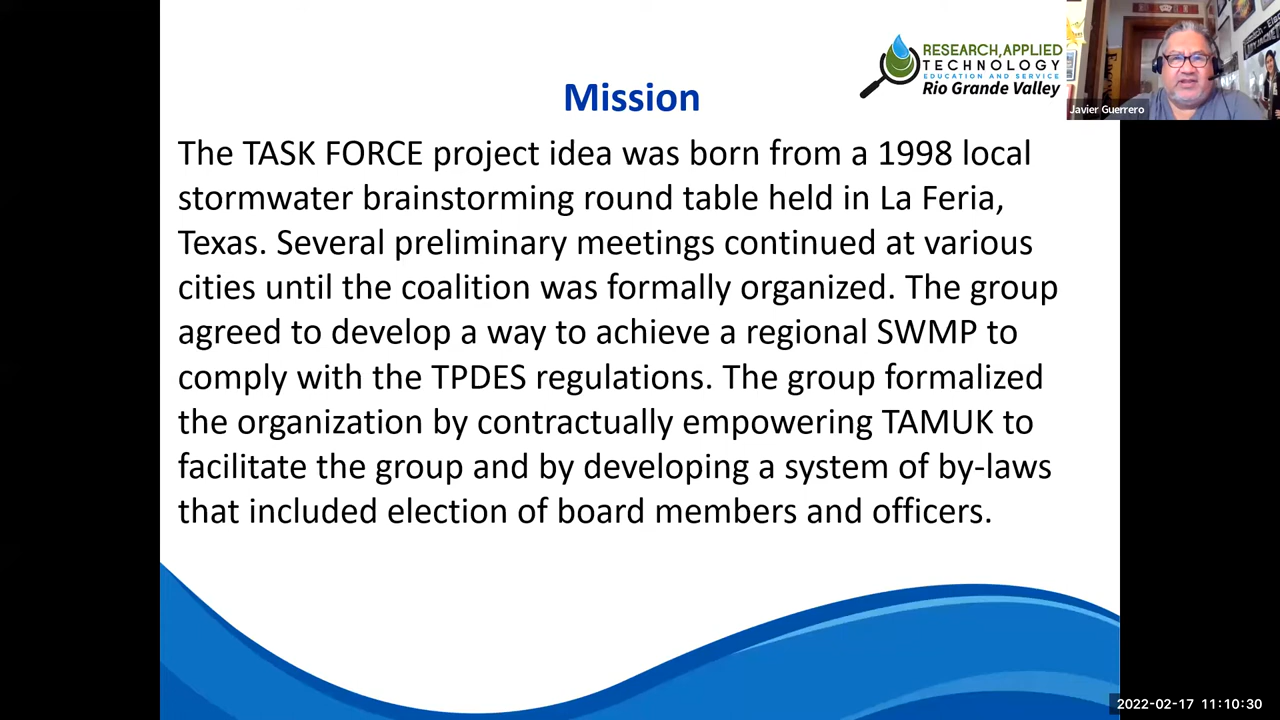 RESEARCH, APPLIED
TECHNOLOGY
EDUCATION AND SERVICE
Rio Grande Valley
Javier Guerrero
Mission
The TASK FORCE project idea was born from a 1998 local
stormwater brainstorming round table held in La Feria,
Texas. Several preliminary meetings continued at various
cities until the coalition was formally organized. The group
agreed to develop a way to achieve a regional SWMP to
comply with the TPDES regulations. The group formalized
the organization by contractually empowering TAMUK to
facilitate the group and by developing a system of by-laws
that included election of board members and officers.
2022-02-17 11:10:30